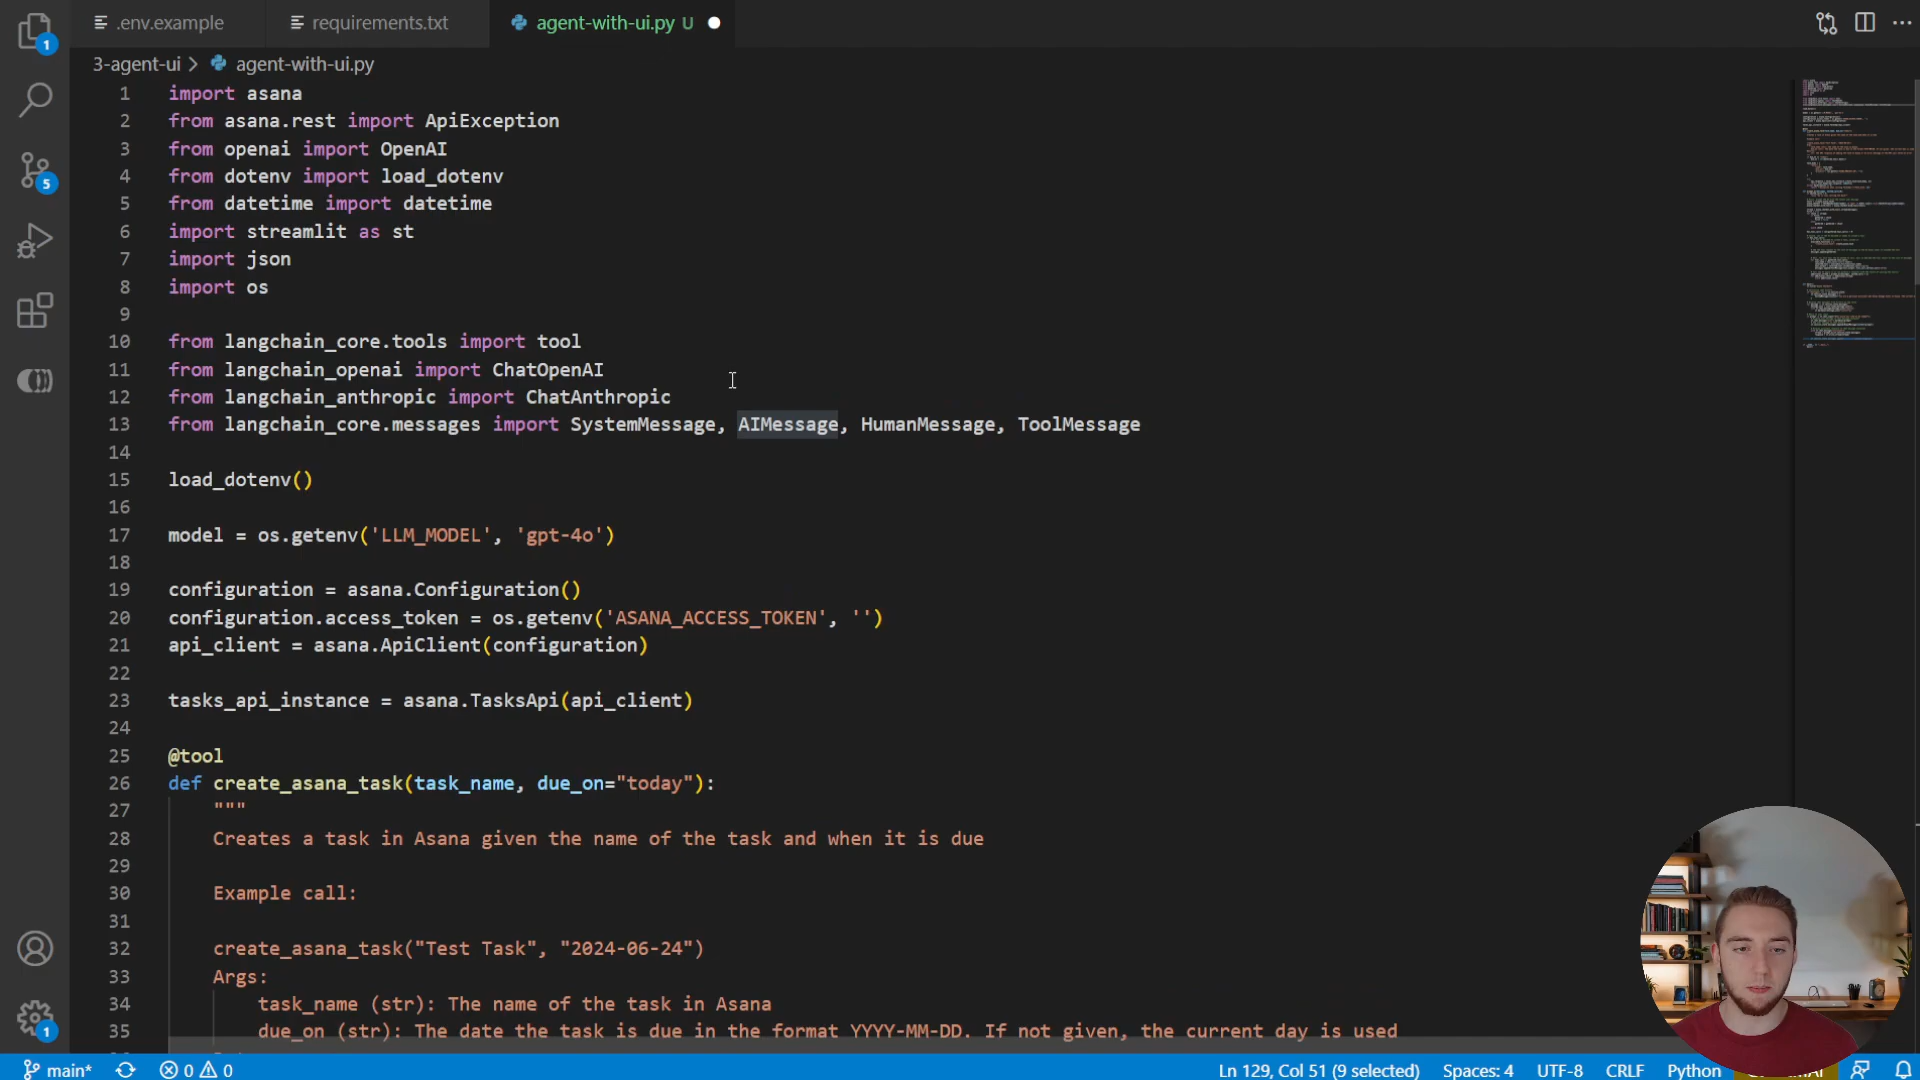 .env.example
requirements.txt
agent-with-ui.py U
3-agent-ui > agent-with-ui.py
1 import asana
2 from asana.rest import ApiException
3 from openai import OpenAI
4 from dotenv import load_dotenv
5 from datetime import datetime
6 import streamlit as st
7 import json
8 import os
9
10 from langchain_core.tools import tool
11 from langchain_openai import ChatOpenAI
12 from langchain_anthropic import ChatAnthropic
13 from langchain_core.messages import SystemMessage, AIMessage, HumanMessage, ToolMessage
14
15 load_dotenv()
16
17 model = os.getenv('LLM_MODEL', 'gpt-4o')
18
19 configuration = asana.Configuration()
20 configuration.access_token = os.getenv('ASANA_ACCESS_TOKEN', '')
21 api_client = asana.ApiClient(configuration)
22
23 tasks_api_instance = asana.TasksApi(api_client)
24
25 @tool
26 def create_asana_task(task_name, due_on="today"):
27 """
28 Creates a task in Asana given the name of the task and when it is due
29
30 Example call:
31
32 create_asana_task("Test Task", "2024-06-24")
33 Args:
34 task_name (str): The name of the task in Asana
35 due_on (str): The date the task is due in the format YYYY-MM-DD. If not given, the current day is used
1
5
1
main* 0 0 Ln 129, Col 51 (9 selected) Spaces: 4 UTF-8 CRLF Python